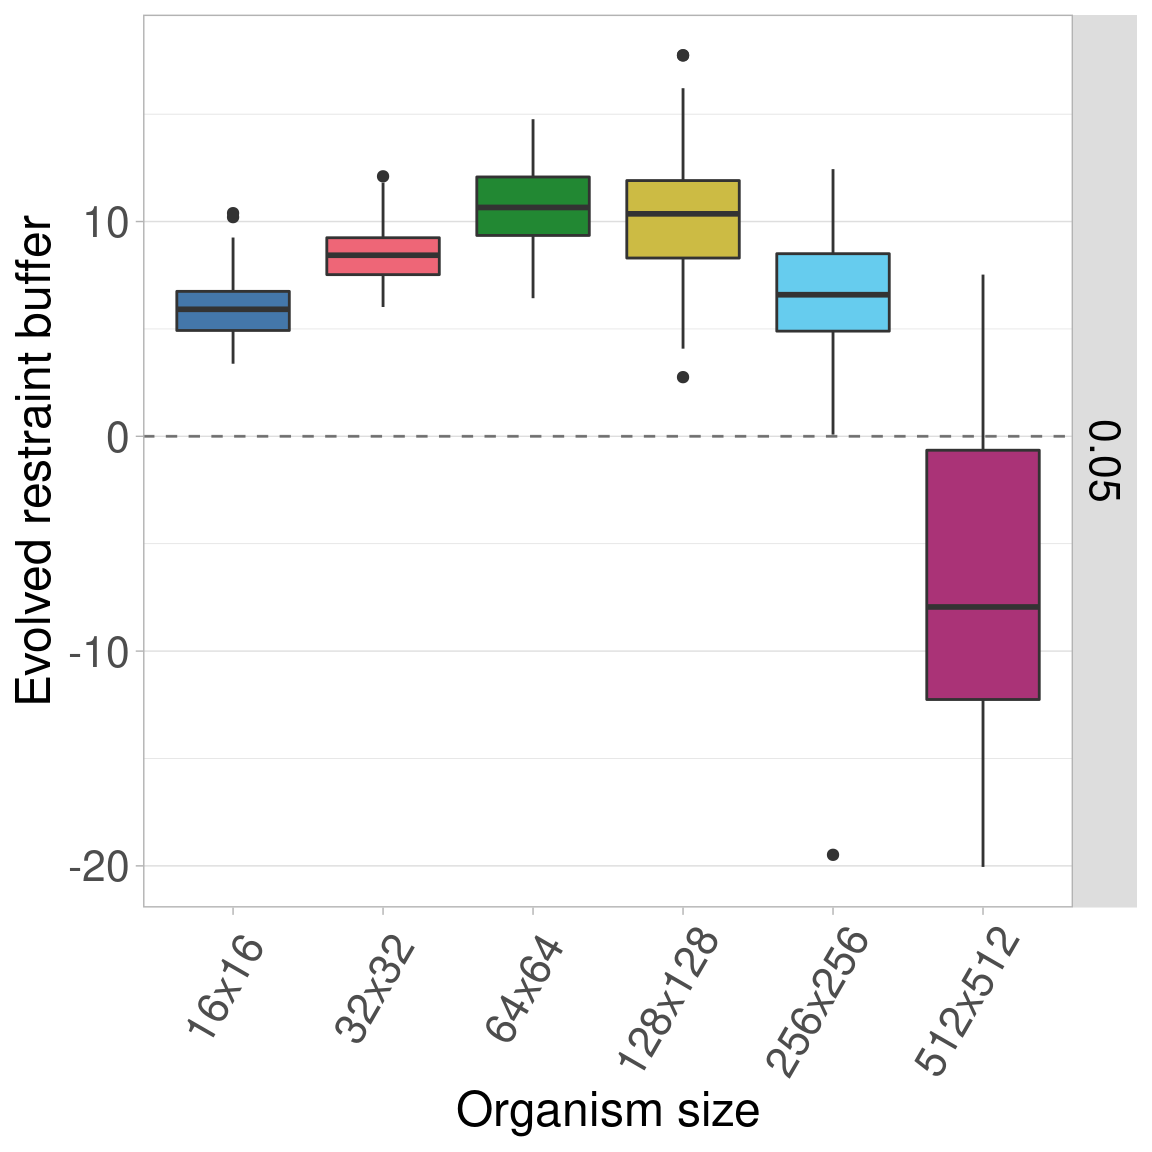 Evolved restraint buffer
10
0
-10
-20
16x16
32x32
64x64
128x128
256x256
512x512
Organism size
0.05